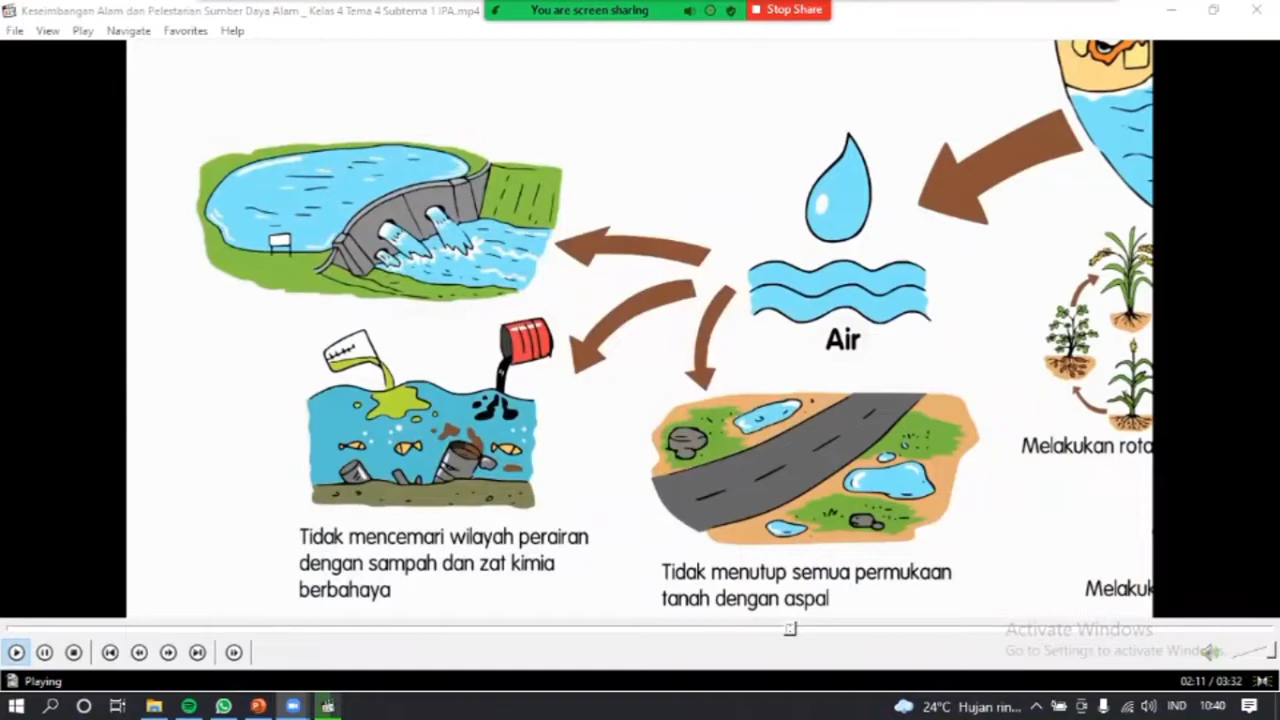 Keseimbangan Alam dan Pelestarian Sumber Daya Alam _ Kelas 4 Tema 4 Subtema 1 IPA.mp4
You are screen sharing
Stop Share
File View Play Navigate Favorites Help
Air
Melakukan rota
Tidak mencemari wilayah perairan
dengan sampah dan zat kimia
berbahaya
Tidak menutup semua permukaan
tanah dengan aspal
Melakuk
Activate Windows
Go to Settings to activate Windows.
Playing
02:11 / 03:32
24°C Hujan rin...
IND
10:40